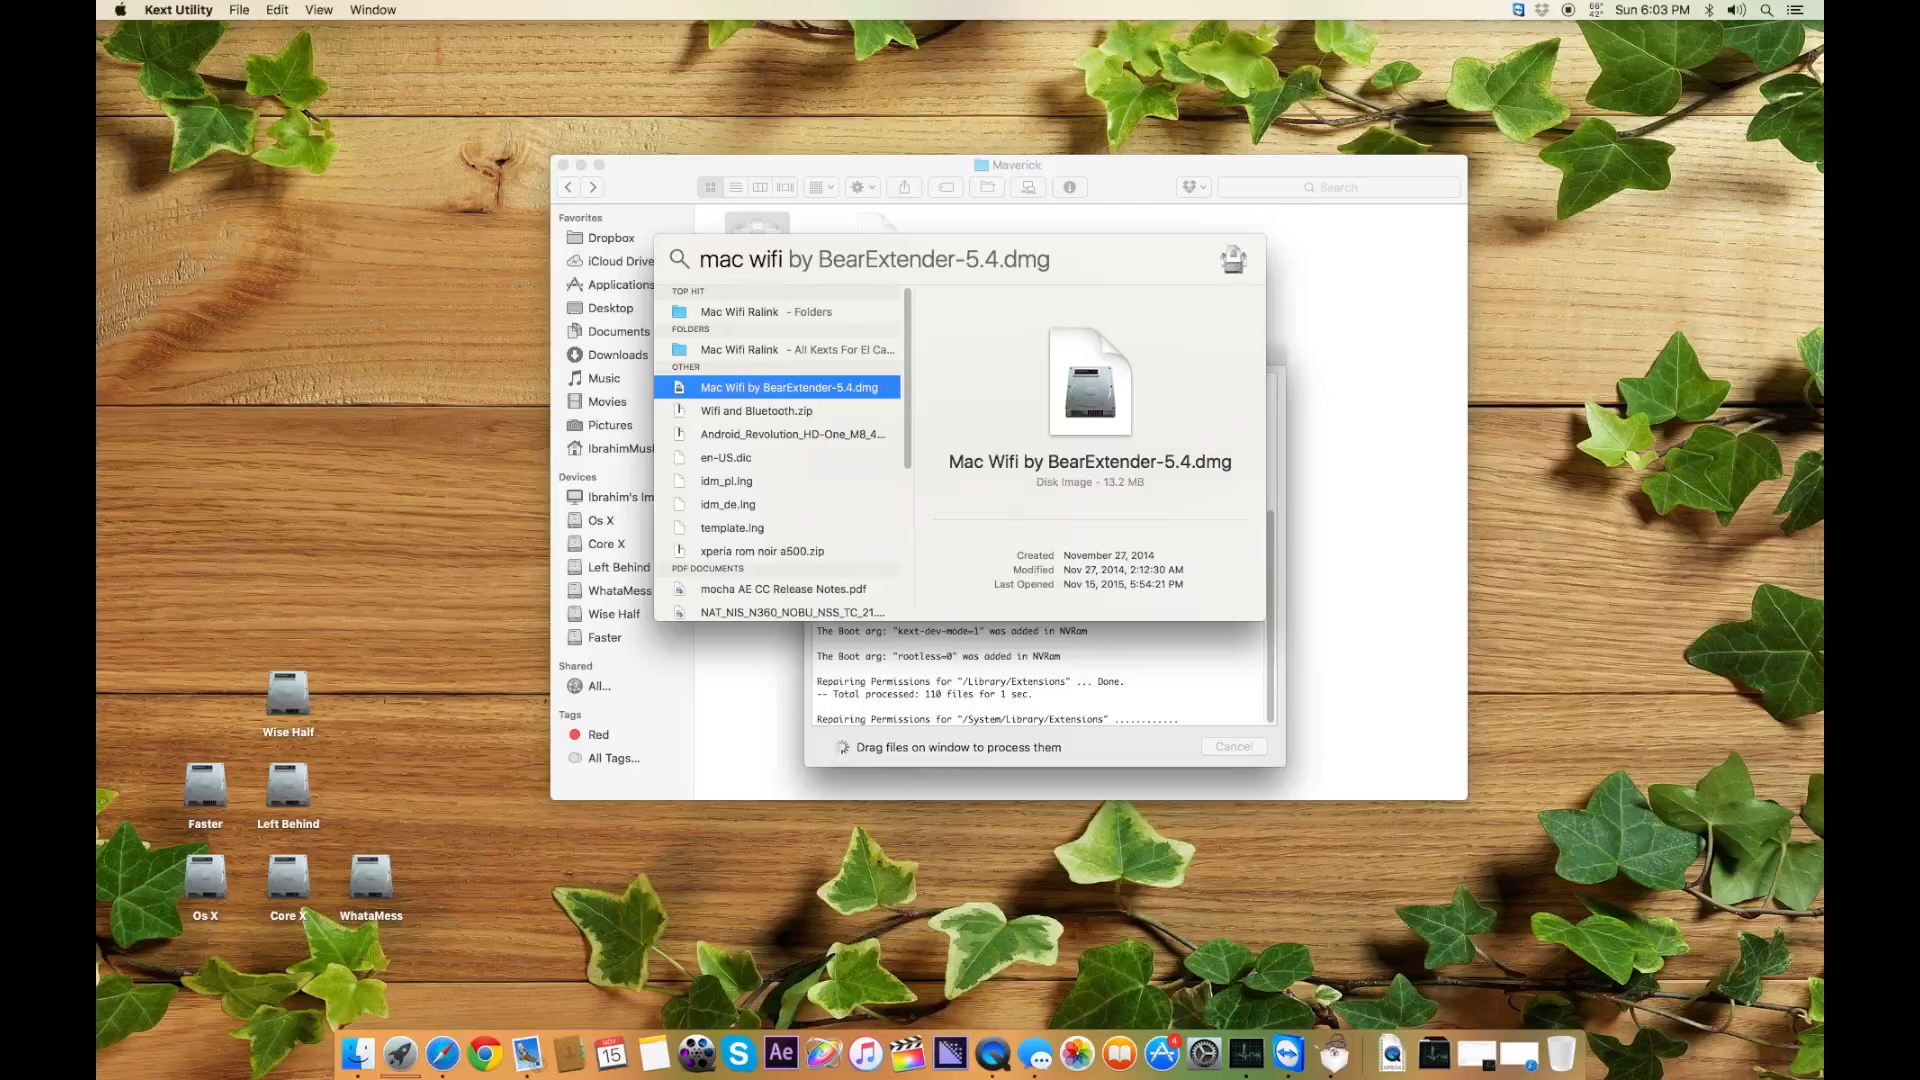 Kext Utility File Edit View Window
66° 42° Sun 6:03 PM
Maverick
Search
Favorites
Dropbox
iCloud Drive
Applications
Desktop
Documents
Downloads
Music
Movies
Pictures
IbrahimMusl
Devices
Ibrahim's Im
Os X
Core X
Left Behind
WhataMess
Wise Half
Faster
Shared
All...
Tags
Red
All Tags...
mac wifi by BearExtender-5.4.dmg
TOP HIT
Mac Wifi Ralink - Folders
FOLDERS
Mac Wifi Ralink - All Kexts For El Ca...
OTHER
Mac Wifi by BearExtender-5.4.dmg
Wifi and Bluetooth.zip
Android_Revolution_HD-One_M8_4...
en-US.dic
idm_pl.lng
idm_de.lng
template.lng
xperia rom noir a500.zip
PDF DOCUMENTS
mocha AE CC Release Notes.pdf
NAT_NIS_N360_NOBU_NSS_TC_21....
Mac Wifi by BearExtender-5.4.dmg
Disk Image - 13.2 MB
Created November 27, 2014
Modified Nov 27, 2014, 2:12:30 AM
Last Opened Nov 15, 2015, 5:54:21 PM
The Boot arg: "kext-dev-mode=1" was added in NVRam
The Boot arg: "rootless=0" was added in NVRam
Repairing Permissions for "/Library/Extensions" ... Done.
-- Total processed: 110 files for 1 sec.
Repairing Permissions for "/System/Library/Extensions" ............
Drag files on window to process them
Cancel
Wise Half
Faster
Left Behind
Os X
Core X
WhataMess
NOV
15
Ae
4